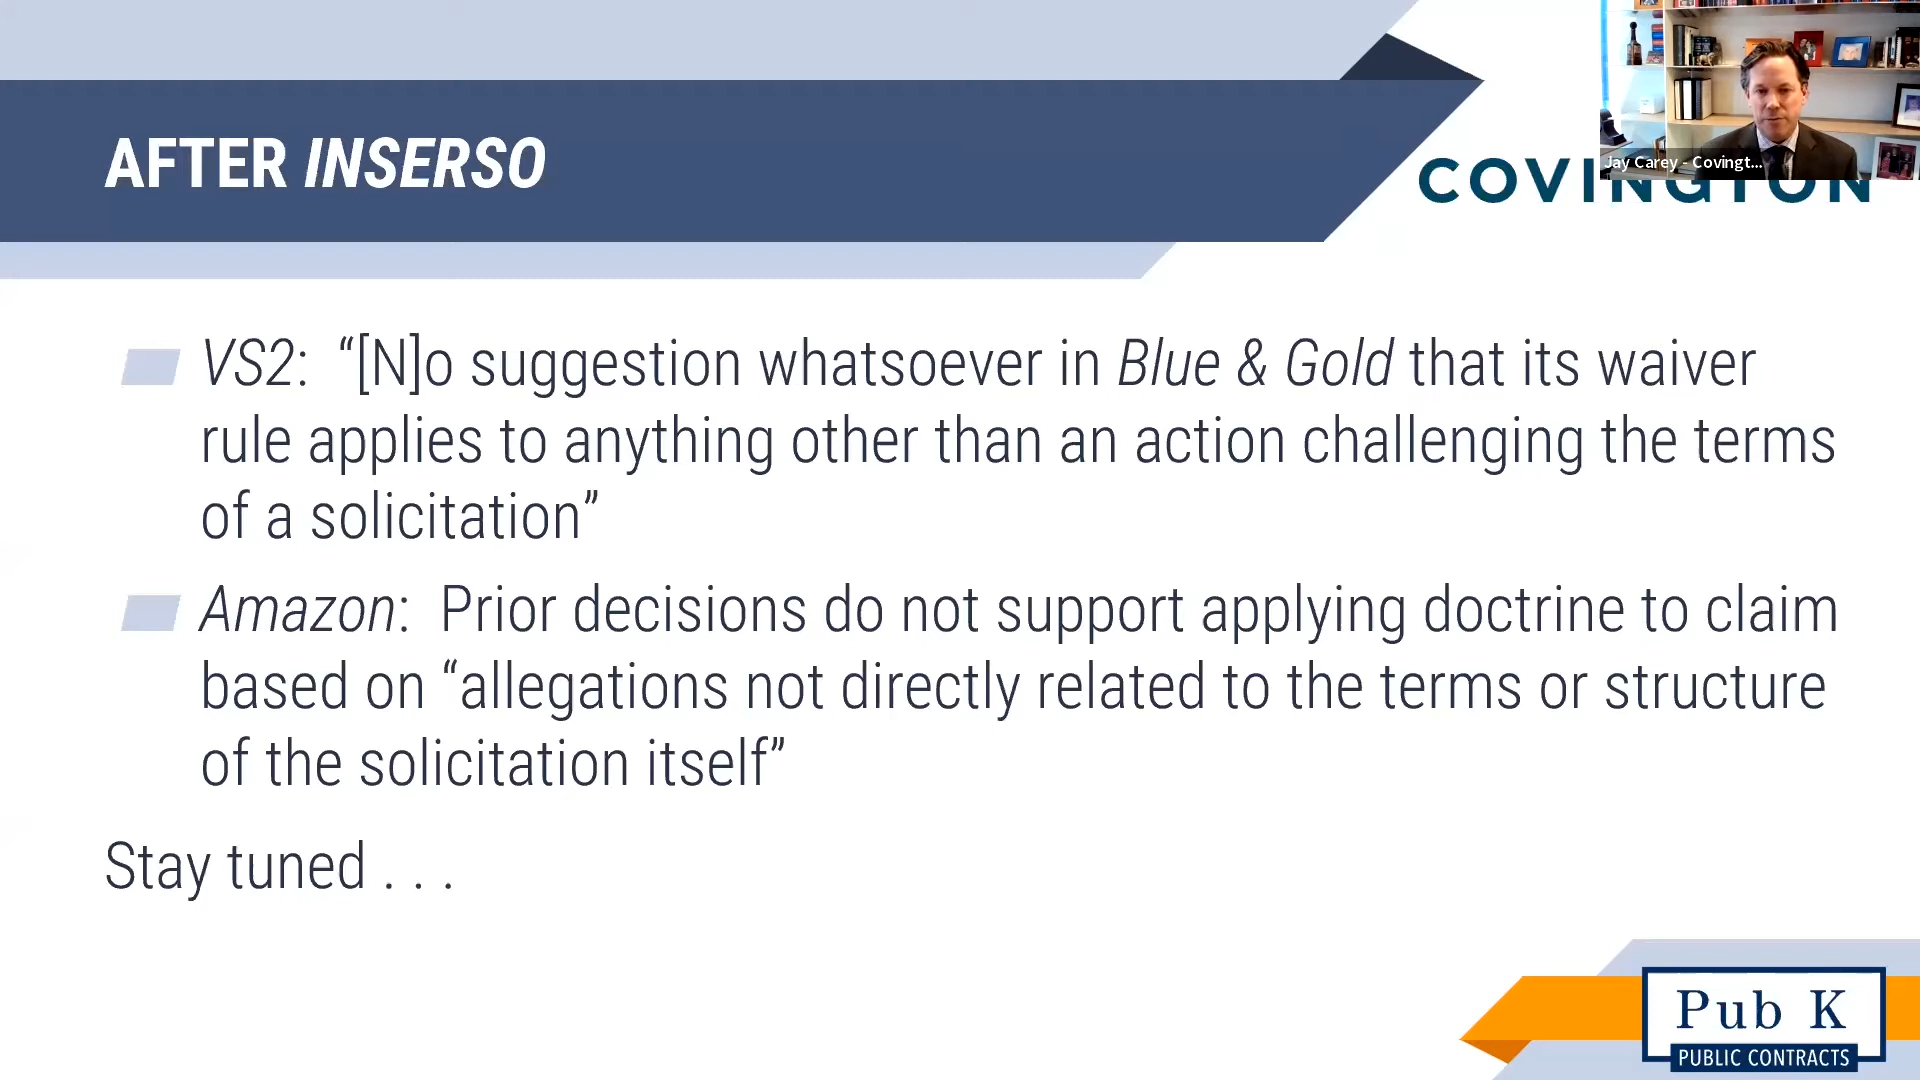 AFTER INSERSO
Jay Carey - Covingt...
COVINGTON
VS2: “[N]o suggestion whatsoever in Blue & Gold that its waiver
rule applies to anything other than an action challenging the terms
of a solicitation”
Amazon: Prior decisions do not support applying doctrine to claim
based on “allegations not directly related to the terms or structure
of the solicitation itself”
Stay tuned . . .
Pub K
PUBLIC CONTRACTS